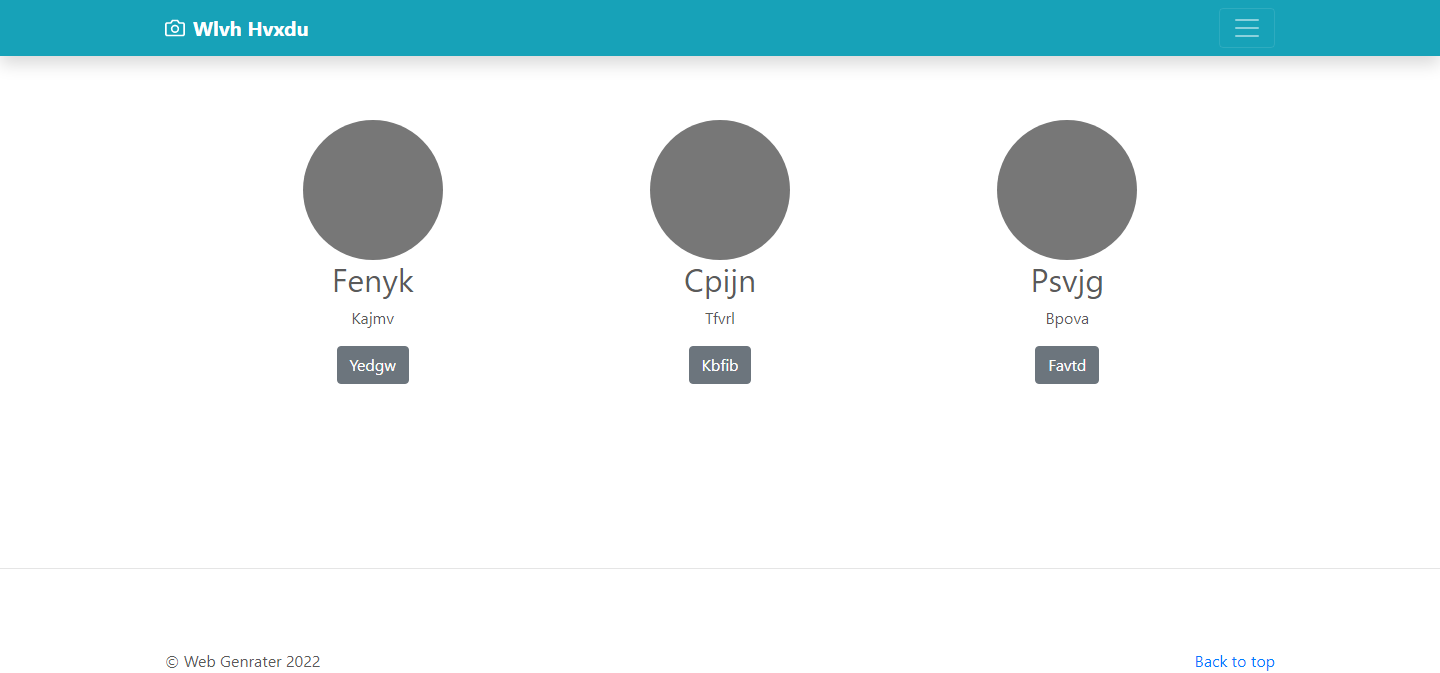 Wlvh Hvxdu
Fenyk
Kajmv
Yedgw
Cpijn
Tfvrl
Kbfib
Psvjg
Bpova
Favtd
© Web Genrater 2022
Back to top